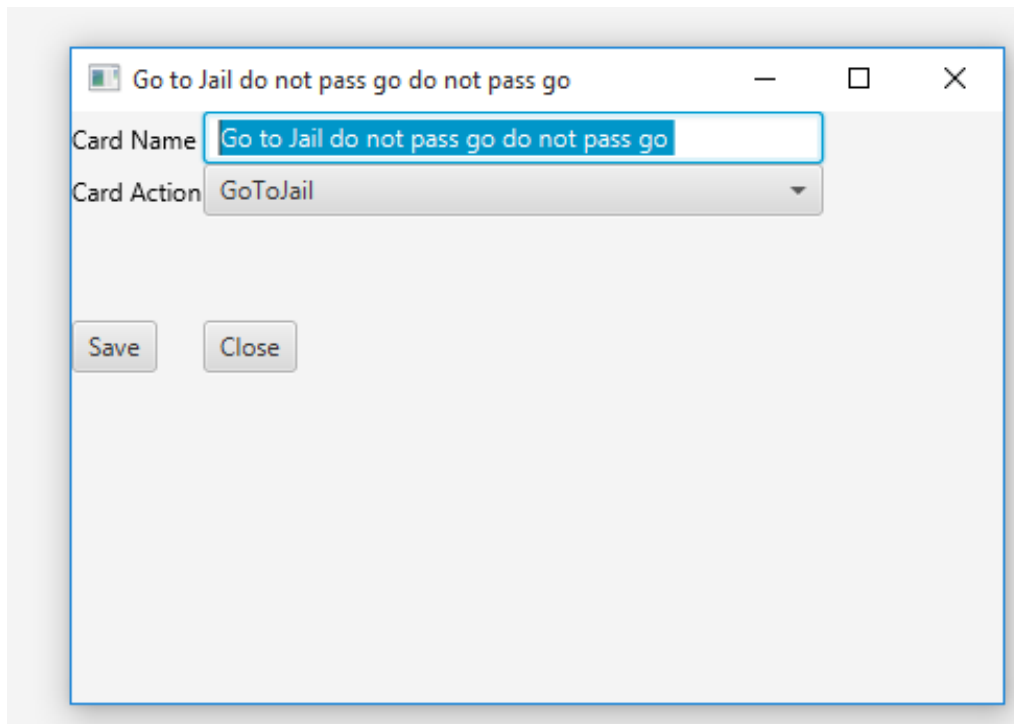 Go to Jail do not pass go do not pass go
Card Name Go to Jail do not pass go do not pass go
Card Action GoToJail
Save Close